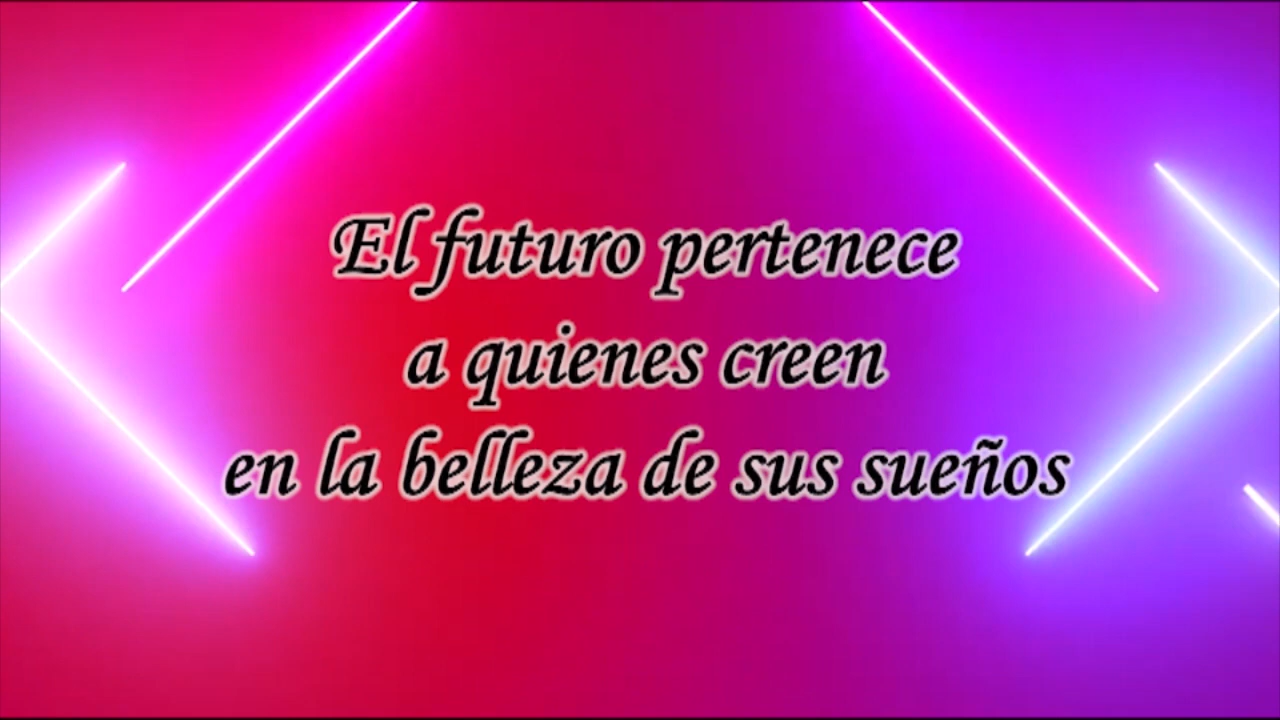 El futuro pertenece
a quienes creen
en la belleza de sus sueños